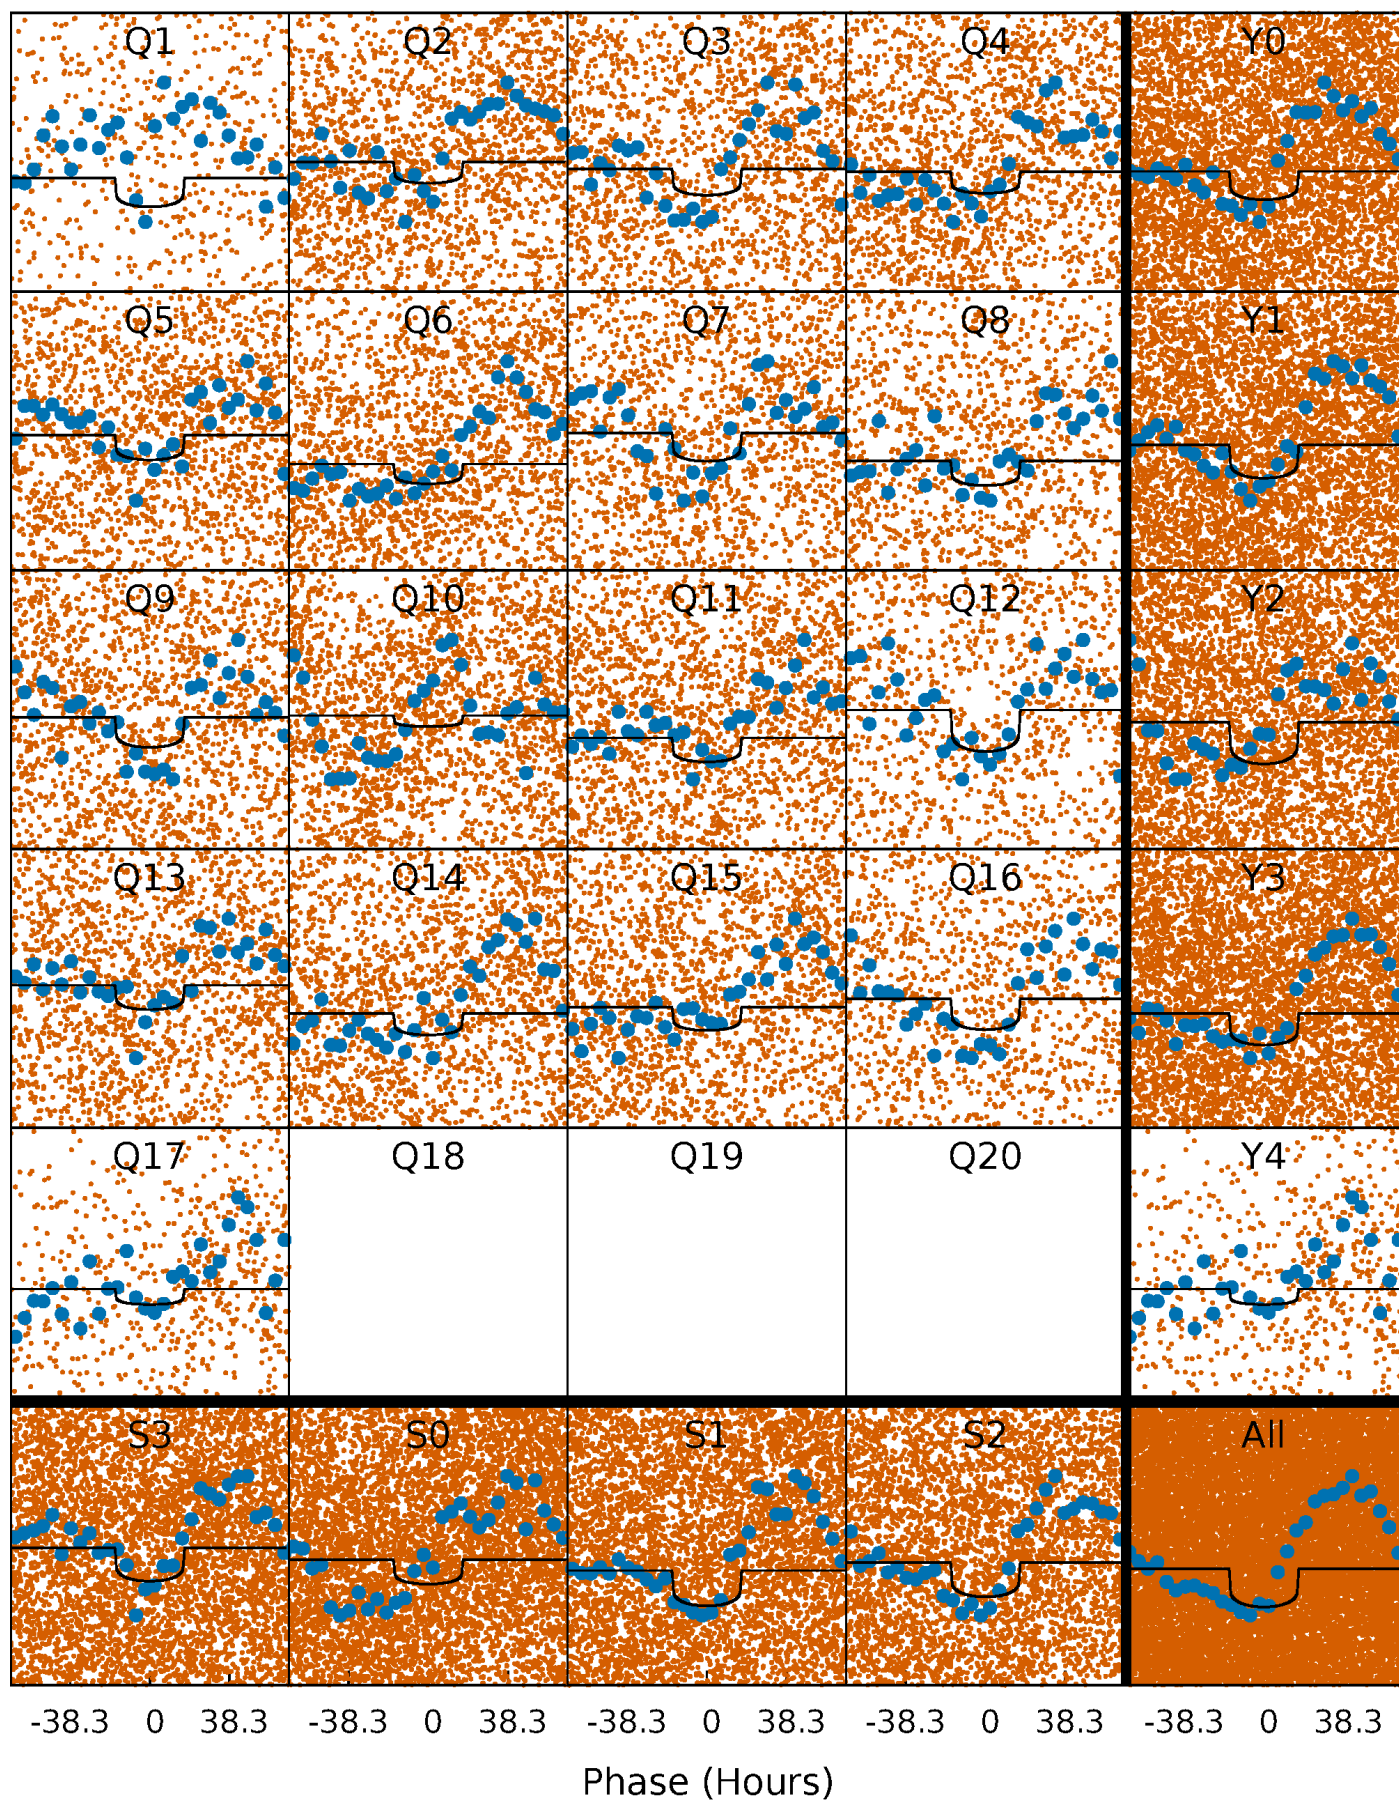 Q1 Q2 Q3 Q4 Y0
Q5 Q6 Q7 Q8 Y1
Q9 Q10 Q11 Q12 Y2
Q13 Q14 Q15 Q16 Y3
Q17 Q18 Q19 Q20 Y4
S3 S0 S1 S2 All
-38.3 0 38.3 -38.3 0 38.3 -38.3 0 38.3 -38.3 0 38.3 -38.3 0 38.3
Phase (Hours)